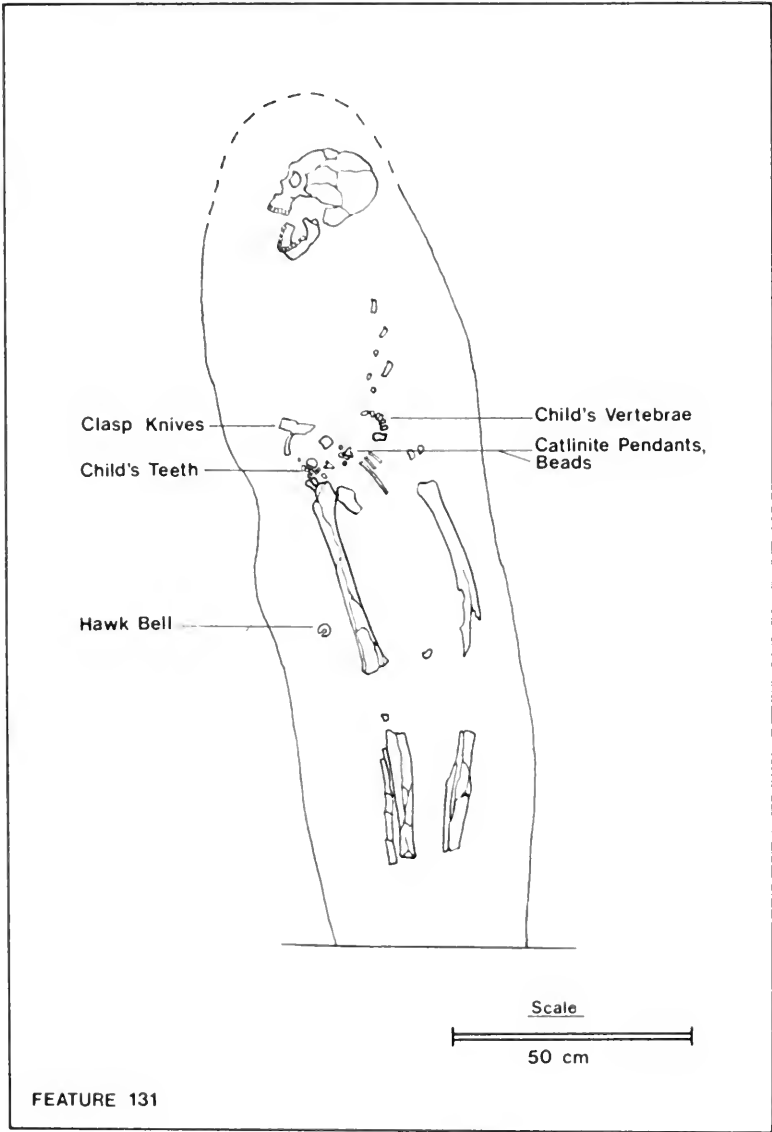 Clasp Knives
Child's Teeth
Child's Vertebrae
Catlinite Pendants,
Beads
Hawk Bell
Scale
50 cm
FEATURE 131